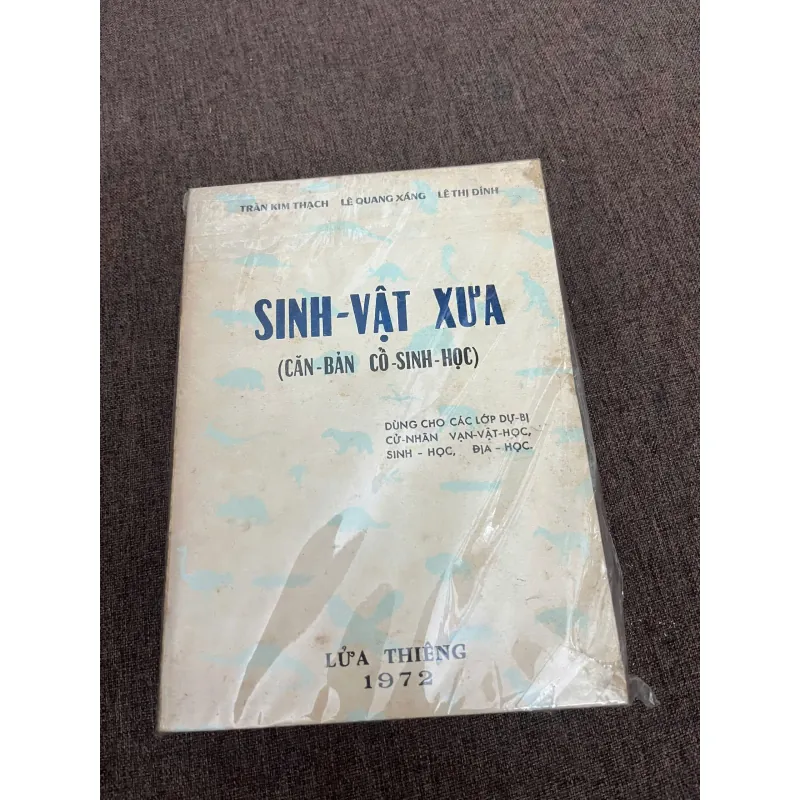 TRẦN KIM THẠCH LÊ QUANG XÁNG LÊ THỊ ĐÍNH
SINH-VẬT XƯA
(CĂN-BẢN CỔ-SINH-HỌC)
DÙNG CHO CÁC LỚP DỰ-BỊ
CỬ-NHÂN VẠN-VẬT-HỌC,
SINH - HỌC, ĐỊA - HỌC.
LỬA THIÊNG
1972